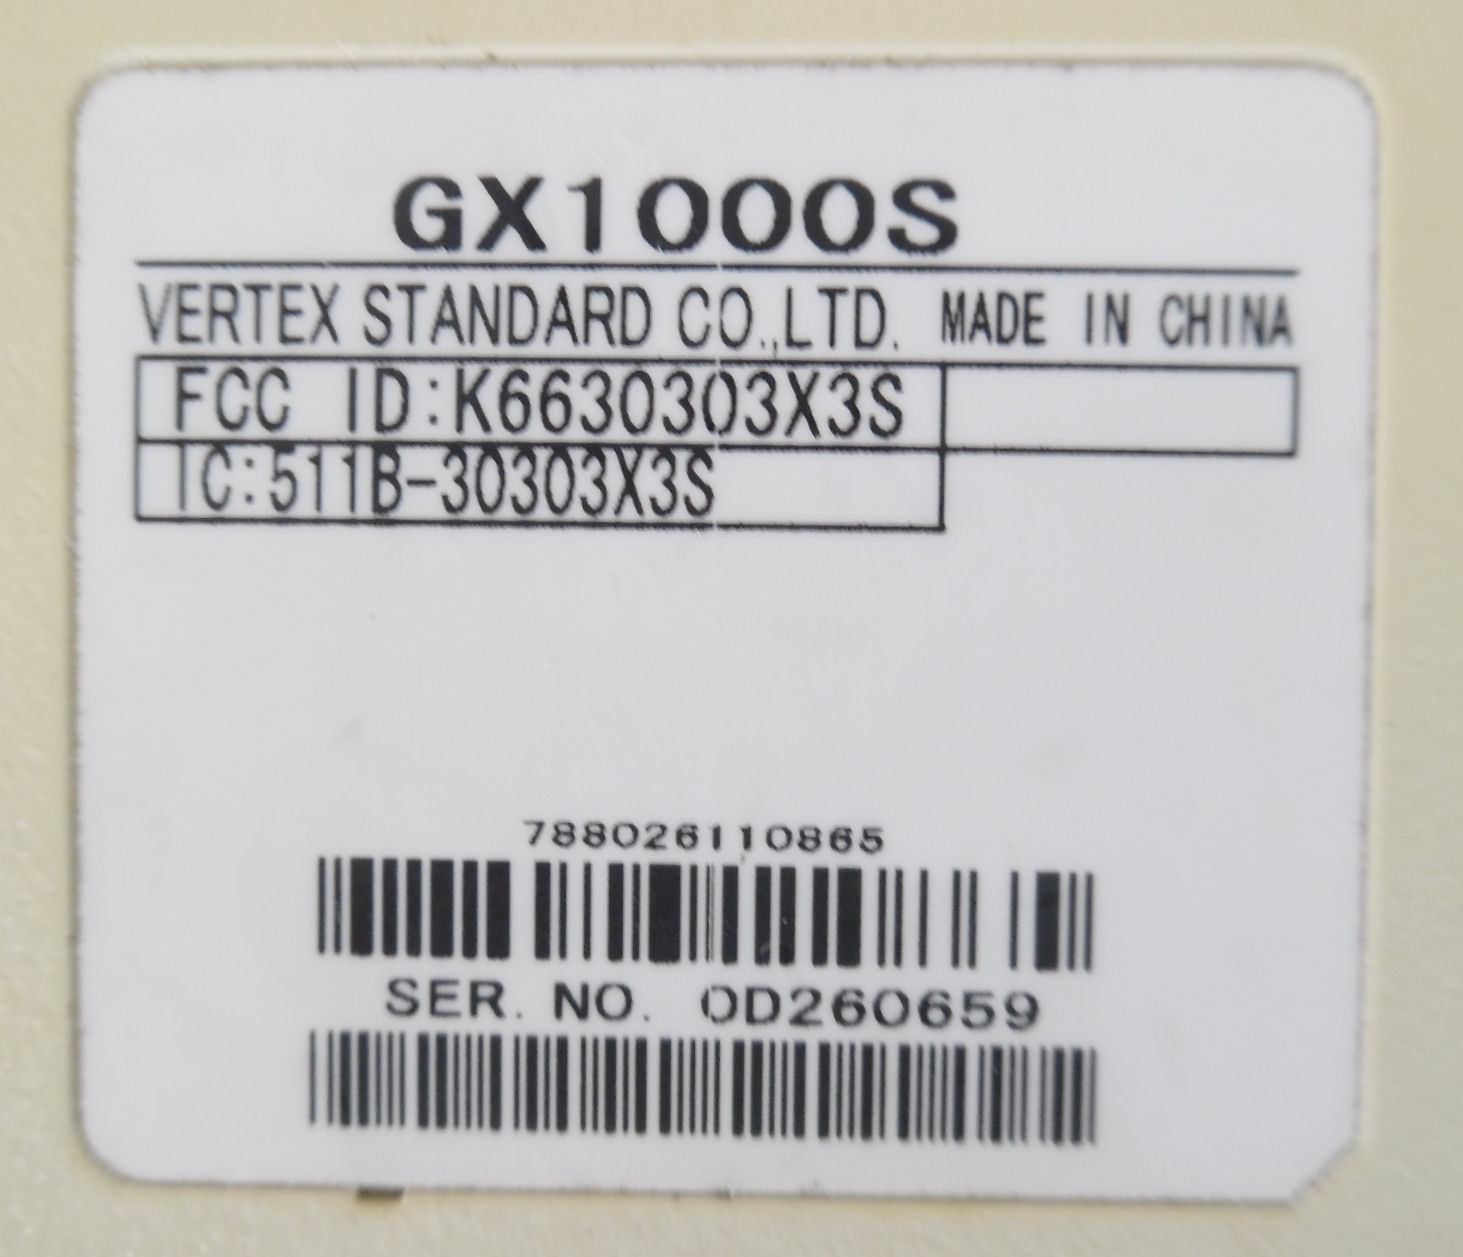 GX1000S
VERTEX STANDARD CO.,LTD. MADE IN CHINA
FCC ID:K6630303X3S
IC:511B-30303X3S
788026110865
SER. NO. 0D260659